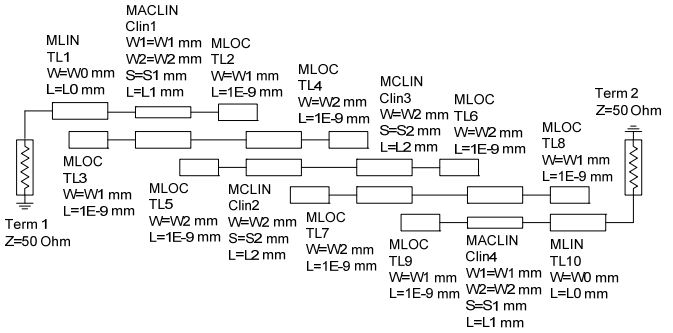 MLIN
TL1
W=W0 mm
L=L0 mm
MACLIN
Clin1
W1=W1 mm
W2=W2 mm
S=S1 mm
L=L1 mm
MLOC
TL2
W=W1 mm
L=1E-9 mm
MLOC
TL4
W=W2 mm
L=1E-9 mm
MCLIN
Clin3
W=W2 mm
S=S2 mm
L=L2 mm
MLOC
TL6
W=W2 mm
L=1E-9 mm
Term 2
Z=50 Ohm
MLOC
TL8
W=W1 mm
L=1E-9 mm
Term 1
Z=50 Ohm
MLOC
TL3
W=W1 mm
L=1E-9 mm
MLOC
TL5
W=W2 mm
L=1E-9 mm
MCLIN
Clin2
W=W2 mm
S=S2 mm
L=L2 mm
MLOC
TL7
W=W2 mm
L=1E-9 mm
MLOC
TL9
W=W1 mm
L=1E-9 mm
MACLIN
Clin4
W1=W1 mm
W2=W2 mm
S=S1 mm
L=L1 mm
MLIN
TL10
W=W0 mm
L=L0 mm